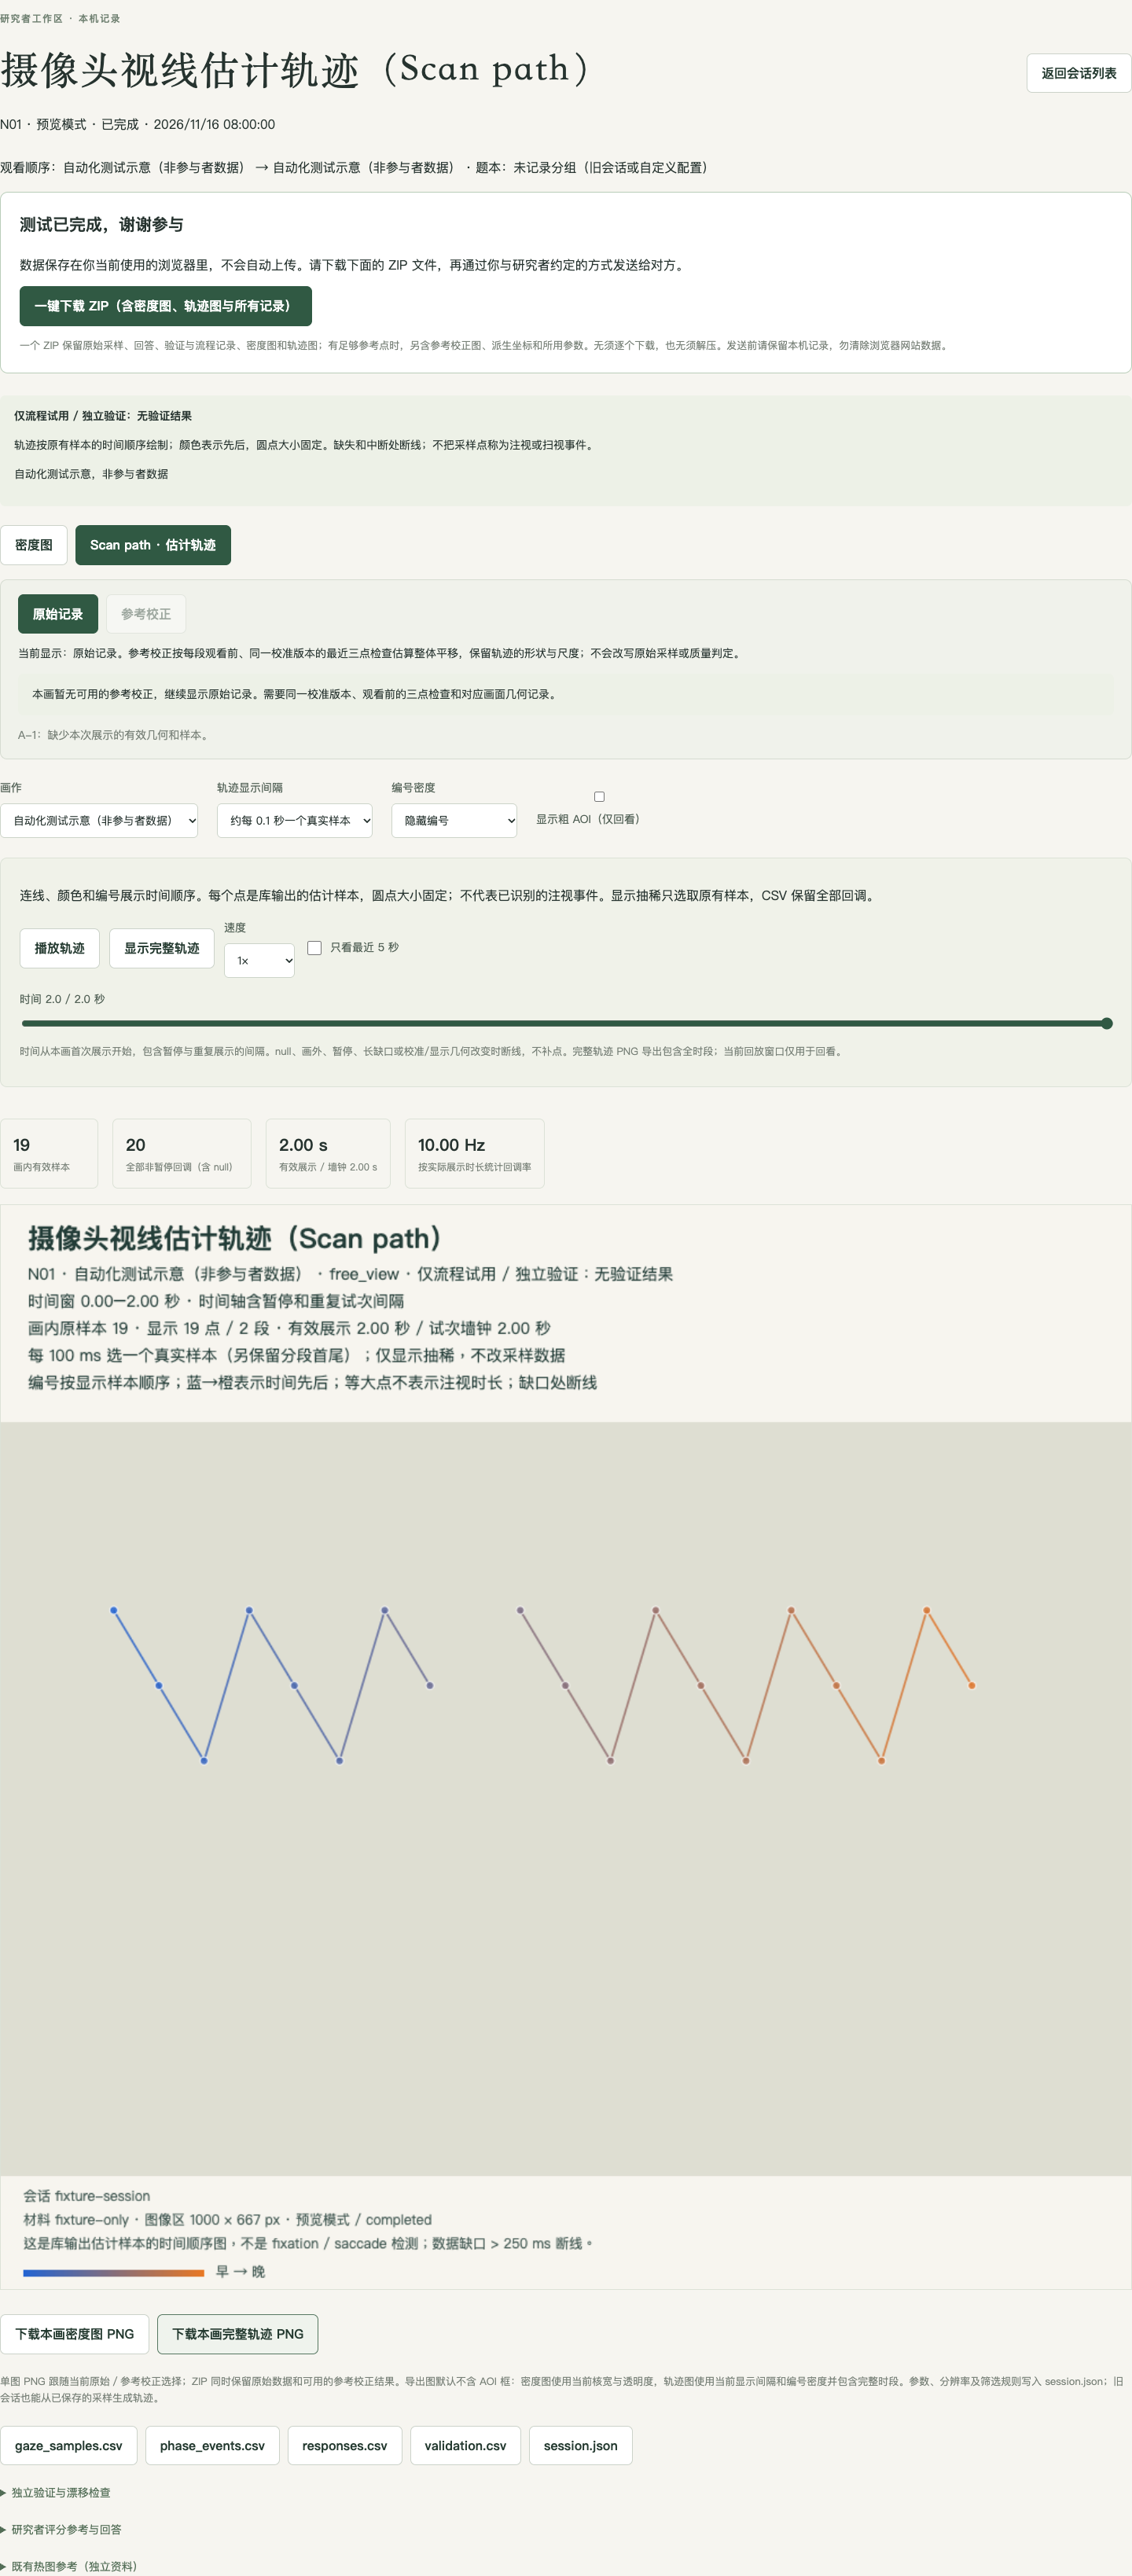 研究者工作区 · 本机记录
摄像头视线估计轨迹（Scan path）
返回会话列表
N01 · 预览模式 · 已完成 · 2026/11/16 08:00:00
观看顺序：自动化测试示意（非参与者数据） → 自动化测试示意（非参与者数据） · 题本：未记录分组（旧会话或自定义配置）
测试已完成，谢谢参与
数据保存在你当前使用的浏览器里，不会自动上传。请下载下面的 ZIP 文件，再通过你与研究者约定的方式发送给对方。
一键下载 ZIP（含密度图、轨迹图与所有记录）
一个 ZIP 保留原始采样、回答、验证与流程记录、密度图和轨迹图；有足够参考点时，另含参考校正图、派生坐标和所用参数。无须逐个下载，也无须解压。发送前请保留本机记录，勿清除浏览器网站数据。
仅流程试用 / 独立验证：无验证结果
轨迹按原有样本的时间顺序绘制；颜色表示先后，圆点大小固定。缺失和中断处断线；不把采样点称为注视或扫视事件。
自动化测试示意，非参与者数据
密度图
Scan path · 估计轨迹
原始记录
参考校正
当前显示：原始记录。参考校正按每段观看前、同一校准版本的最近三点检查估算整体平移，保留轨迹的形状与尺度；不会改写原始采样或质量判定。
本画暂无可用的参考校正，继续显示原始记录。需要同一校准版本、观看前的三点检查和对应画面几何记录。
A-1：缺少本次展示的有效几何和样本。
画作
轨迹显示间隔
编号密度
自动化测试示意（非参与者数据）
约每 0.1 秒一个真实样本
隐藏编号
显示粗 AOI（仅回看）
连线、颜色和编号展示时间顺序。每个点是库输出的估计样本，圆点大小固定；不代表已识别的注视事件。显示抽稀只选取原有样本，CSV 保留全部回调。
播放轨迹
显示完整轨迹
速度
1×
只看最近 5 秒
时间 2.0 / 2.0 秒
时间从本画首次展示开始，包含暂停与重复展示的间隔。null、画外、暂停、长缺口或校准/显示几何改变时断线，不补点。完整轨迹 PNG 导出包含全时段；当前回放窗口仅用于回看。
19
画内有效样本
20
全部非暂停回调（含 null）
2.00 s
有效展示 / 墙钟 2.00 s
10.00 Hz
按实际展示时长统计回调率
摄像头视线估计轨迹（Scan path）
N01 · 自动化测试示意（非参与者数据） · free_view · 仅流程试用 / 独立验证：无验证结果
时间窗 0.00—2.00 秒 · 时间轴含暂停和重复试次间隔
画内原样本 19 · 显示 19 点 / 2 段 · 有效展示 2.00 秒 / 试次墙钟 2.00 秒
每 100 ms 选一个真实样本（另保留分段首尾）；仅显示抽稀，不改采样数据
编号按显示样本顺序；蓝→橙表示时间先后；等大点不表示注视时长；缺口处断线
会话 fixture-session
材料 fixture-only · 图像区 1000 × 667 px · 预览模式 / completed
这是库输出估计样本的时间顺序图，不是 fixation / saccade 检测；数据缺口 > 250 ms 断线。
早 → 晚
下载本画密度图 PNG
下载本画完整轨迹 PNG
单图 PNG 跟随当前原始 / 参考校正选择；ZIP 同时保留原始数据和可用的参考校正结果。导出图默认不含 AOI 框：密度图使用当前核宽与透明度，轨迹图使用当前显示间隔和编号密度并包含完整时段。参数、分辨率及筛选规则写入 session.json；旧
会话也能从已保存的采样生成轨迹。
gaze_samples.csv
phase_events.csv
responses.csv
validation.csv
session.json
独立验证与漂移检查
研究者评分参考与回答
既有热图参考（独立资料）